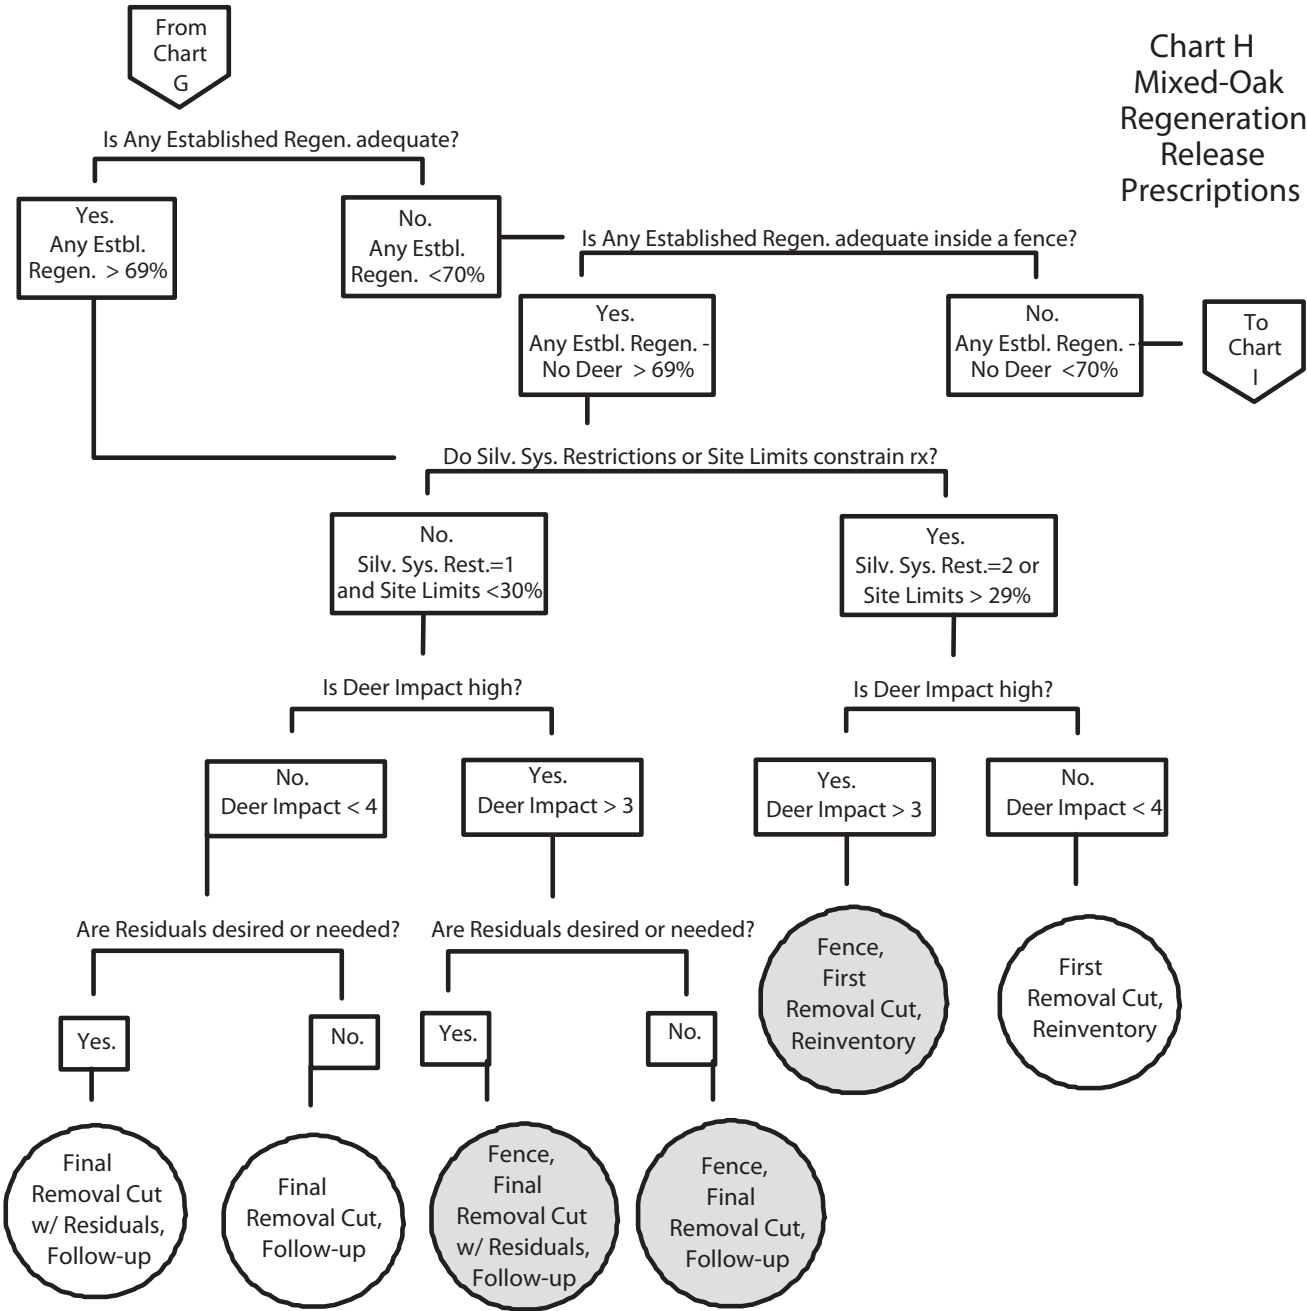 From
Chart
G
Chart H
Mixed-Oak
Regeneration
Release
Prescriptions
Is Any Established Regen. adequate?
Yes.
Any Estbl.
Regen. > 69%
No.
Any Estbl.
Regen. <70%
Is Any Established Regen. adequate inside a fence?
Yes.
Any Estbl. Regen. -
No Deer > 69%
No.
Any Estbl. Regen. -
No Deer <70%
To
Chart
I
Do Silv. Sys. Restrictions or Site Limits constrain rx?
No.
Silv. Sys. Rest.=1
and Site Limits <30%
Yes.
Silv. Sys. Rest.=2 or
Site Limits > 29%
Is Deer Impact high?
Is Deer Impact high?
No.
Deer Impact < 4
Yes.
Deer Impact > 3
Yes.
Deer Impact > 3
No.
Deer Impact < 4
Are Residuals desired or needed?
Are Residuals desired or needed?
Fence,
First
Removal Cut,
Reinventory
First
Removal Cut,
Reinventory
Yes.
No.
Yes.
No.
Final
Removal Cut
w/ Residuals,
Follow-up
Final
Removal Cut,
Follow-up
Fence,
Final
Removal Cut
w/ Residuals,
Follow-up
Fence,
Final
Removal Cut,
Follow-up